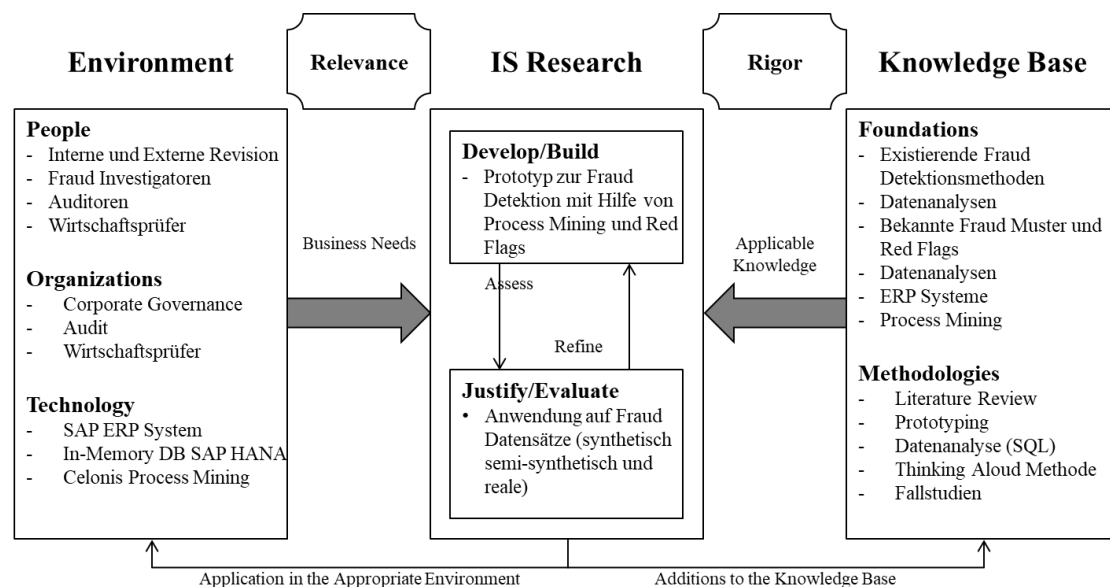 Environment
Relevance
IS Research
Rigor
Knowledge Base
People
- Interne und Externe Revision
- Fraud Investigatoren
- Auditoren
- Wirtschaftsprüfer
Organizations
- Corporate Governance
- Audit
- Wirtschaftsprüfer
Technology
- SAP ERP System
- In-Memory DB SAP HANA
- Celonis Process Mining
Business Needs
Develop/Build
- Prototyp zur Fraud
Detektion mit Hilfe von
Process Mining und Red
Flags
Assess
Refine
Justify/Evaluate
• Anwendung auf Fraud
Datensätze (synthetisch
semi-synthetisch und
reale)
Applicable
Knowledge
Foundations
- Existierende Fraud
Detektionsmethoden
- Datenanalysen
- Bekannte Fraud Muster und
Red Flags
- Datenanalysen
- ERP Systeme
- Process Mining
Methodologies
- Literature Review
- Prototyping
- Datenanalyse (SQL)
- Thinking Aloud Methode
- Fallstudien
Application in the Appropriate Environment
Additions to the Knowledge Base